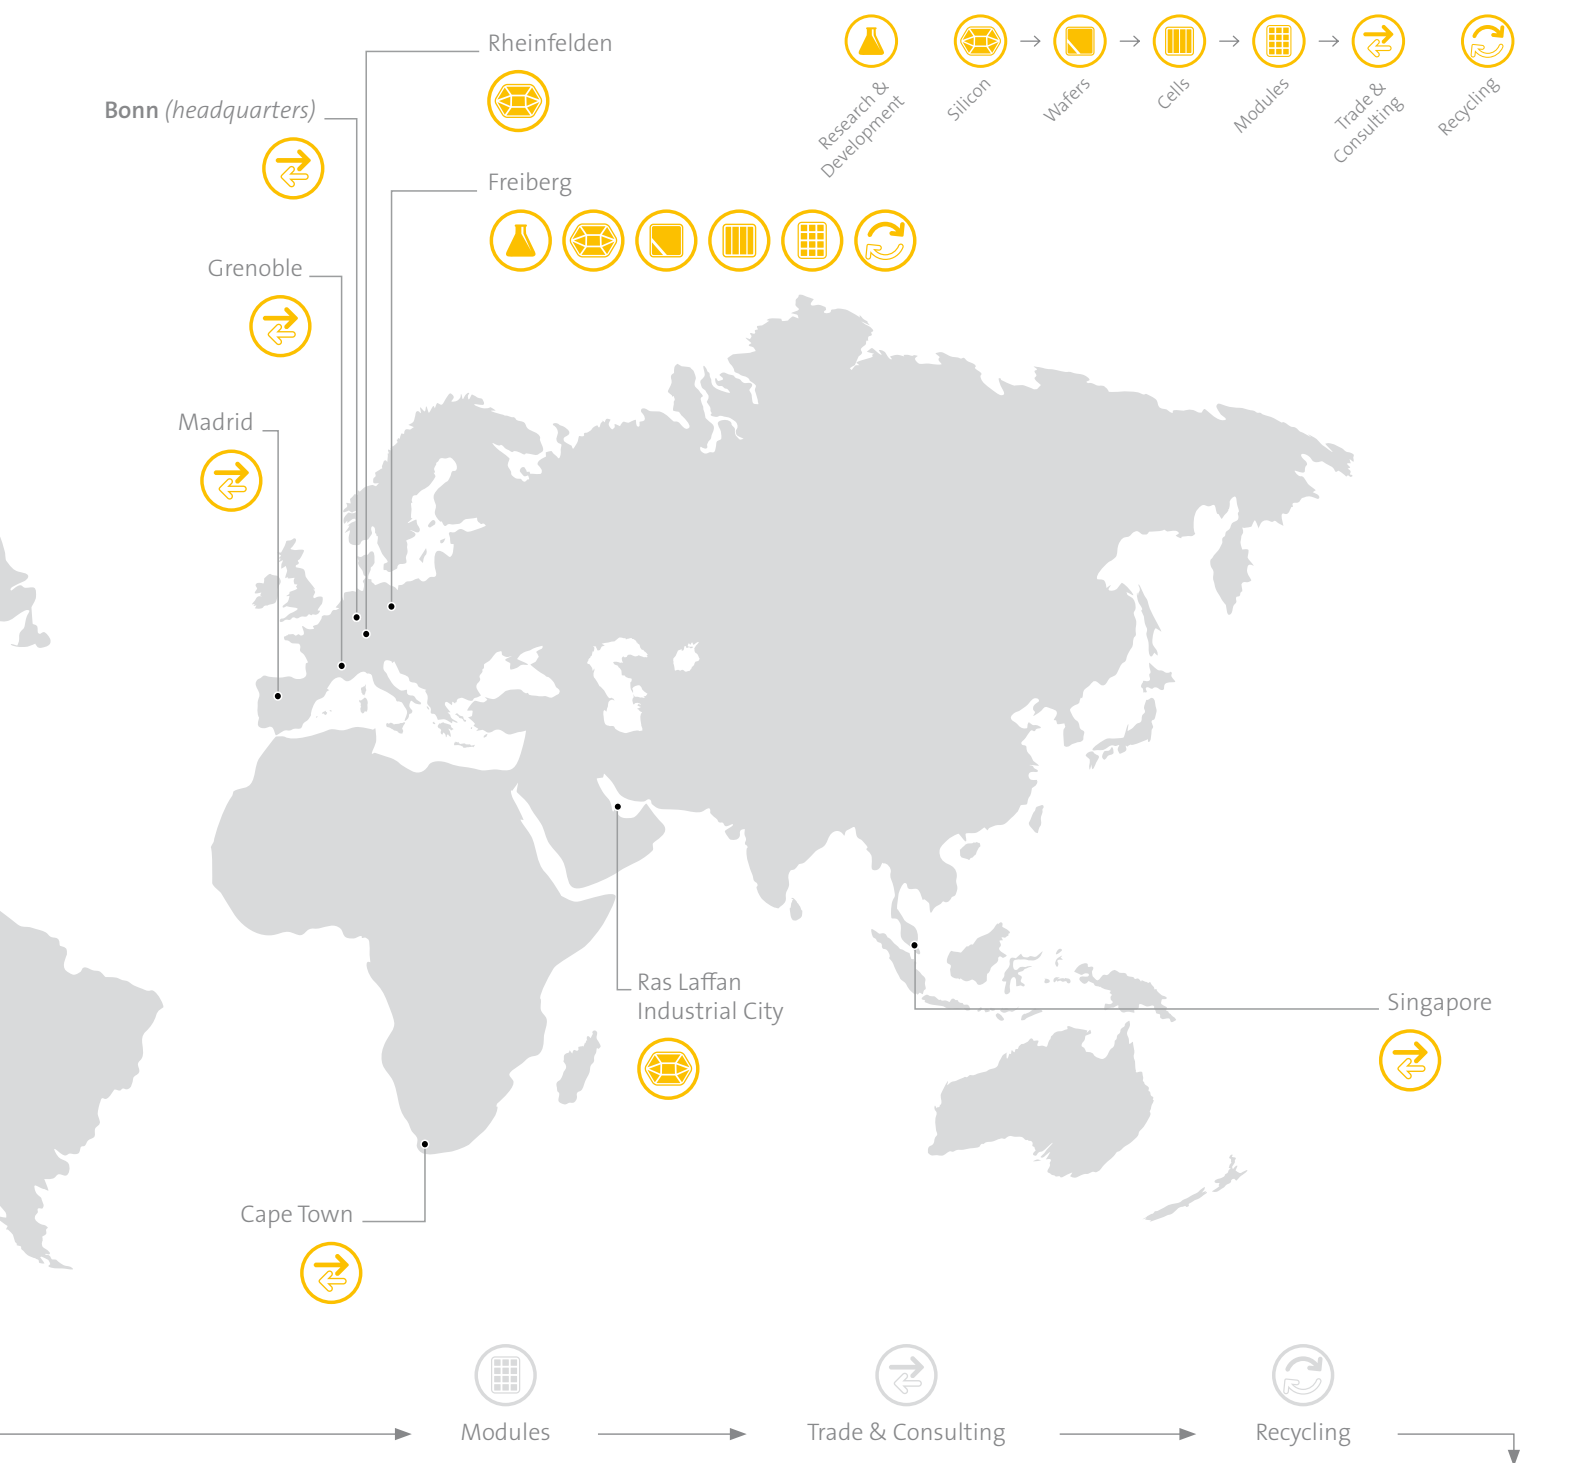 Rheinfelden
Bonn (headquarters)
Freiberg
Grenoble
Madrid
Research &
Development
Silicon
Wafers
Cells
Modules
Trade &
Consulting
Recycling
Ras Laffan
Industrial City
Singapore
Cape Town
Modules
Trade & Consulting
Recycling